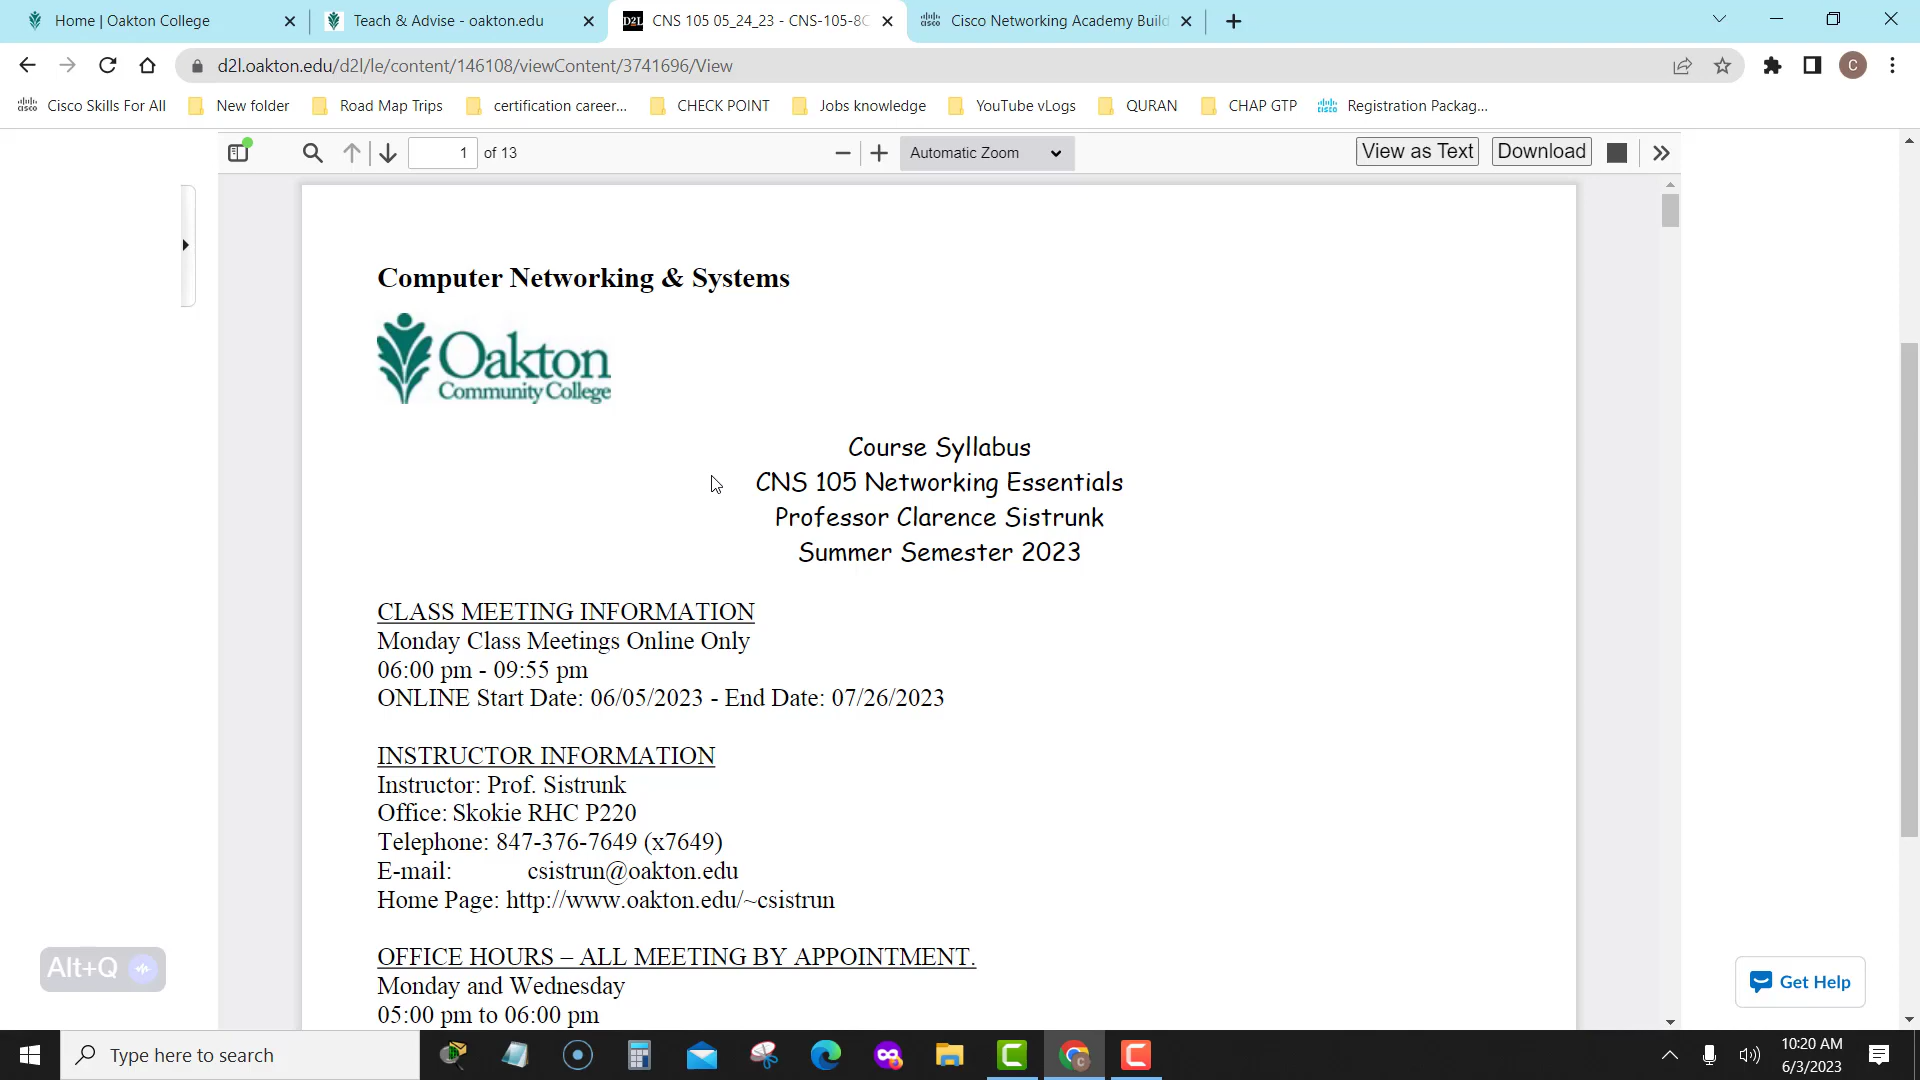 Home | Oakton College
Teach & Advise - oakton.edu
D2L CNS 105 05_24_23 - CNS-105-8C
cisco Cisco Networking Academy Build
d2l.oakton.edu/d2l/le/content/146108/viewContent/3741696/View
C
cisco Cisco Skills For All
New folder
Road Map Trips
certification career...
CHECK POINT
Jobs knowledge
YouTube vLogs
QURAN
CHAP GTP
cisco Registration Packag...
1 of 13
Automatic Zoom
View as Text
Download
Computer Networking & Systems
Oakton
Community College
Course Syllabus
CNS 105 Networking Essentials
Professor Clarence Sistrunk
Summer Semester 2023
CLASS MEETING INFORMATION
Monday Class Meetings Online Only
06:00 pm - 09:55 pm
ONLINE Start Date: 06/05/2023 - End Date: 07/26/2023
INSTRUCTOR INFORMATION
Instructor: Prof. Sistrunk
Office: Skokie RHC P220
Telephone: 847-376-7649 (x7649)
E-mail: csistrun@oakton.edu
Home Page: http://www.oakton.edu/~csistrun
OFFICE HOURS – ALL MEETING BY APPOINTMENT.
Monday and Wednesday
05:00 pm to 06:00 pm
Alt+Q
Get Help
Type here to search
10:20 AM
6/3/2023